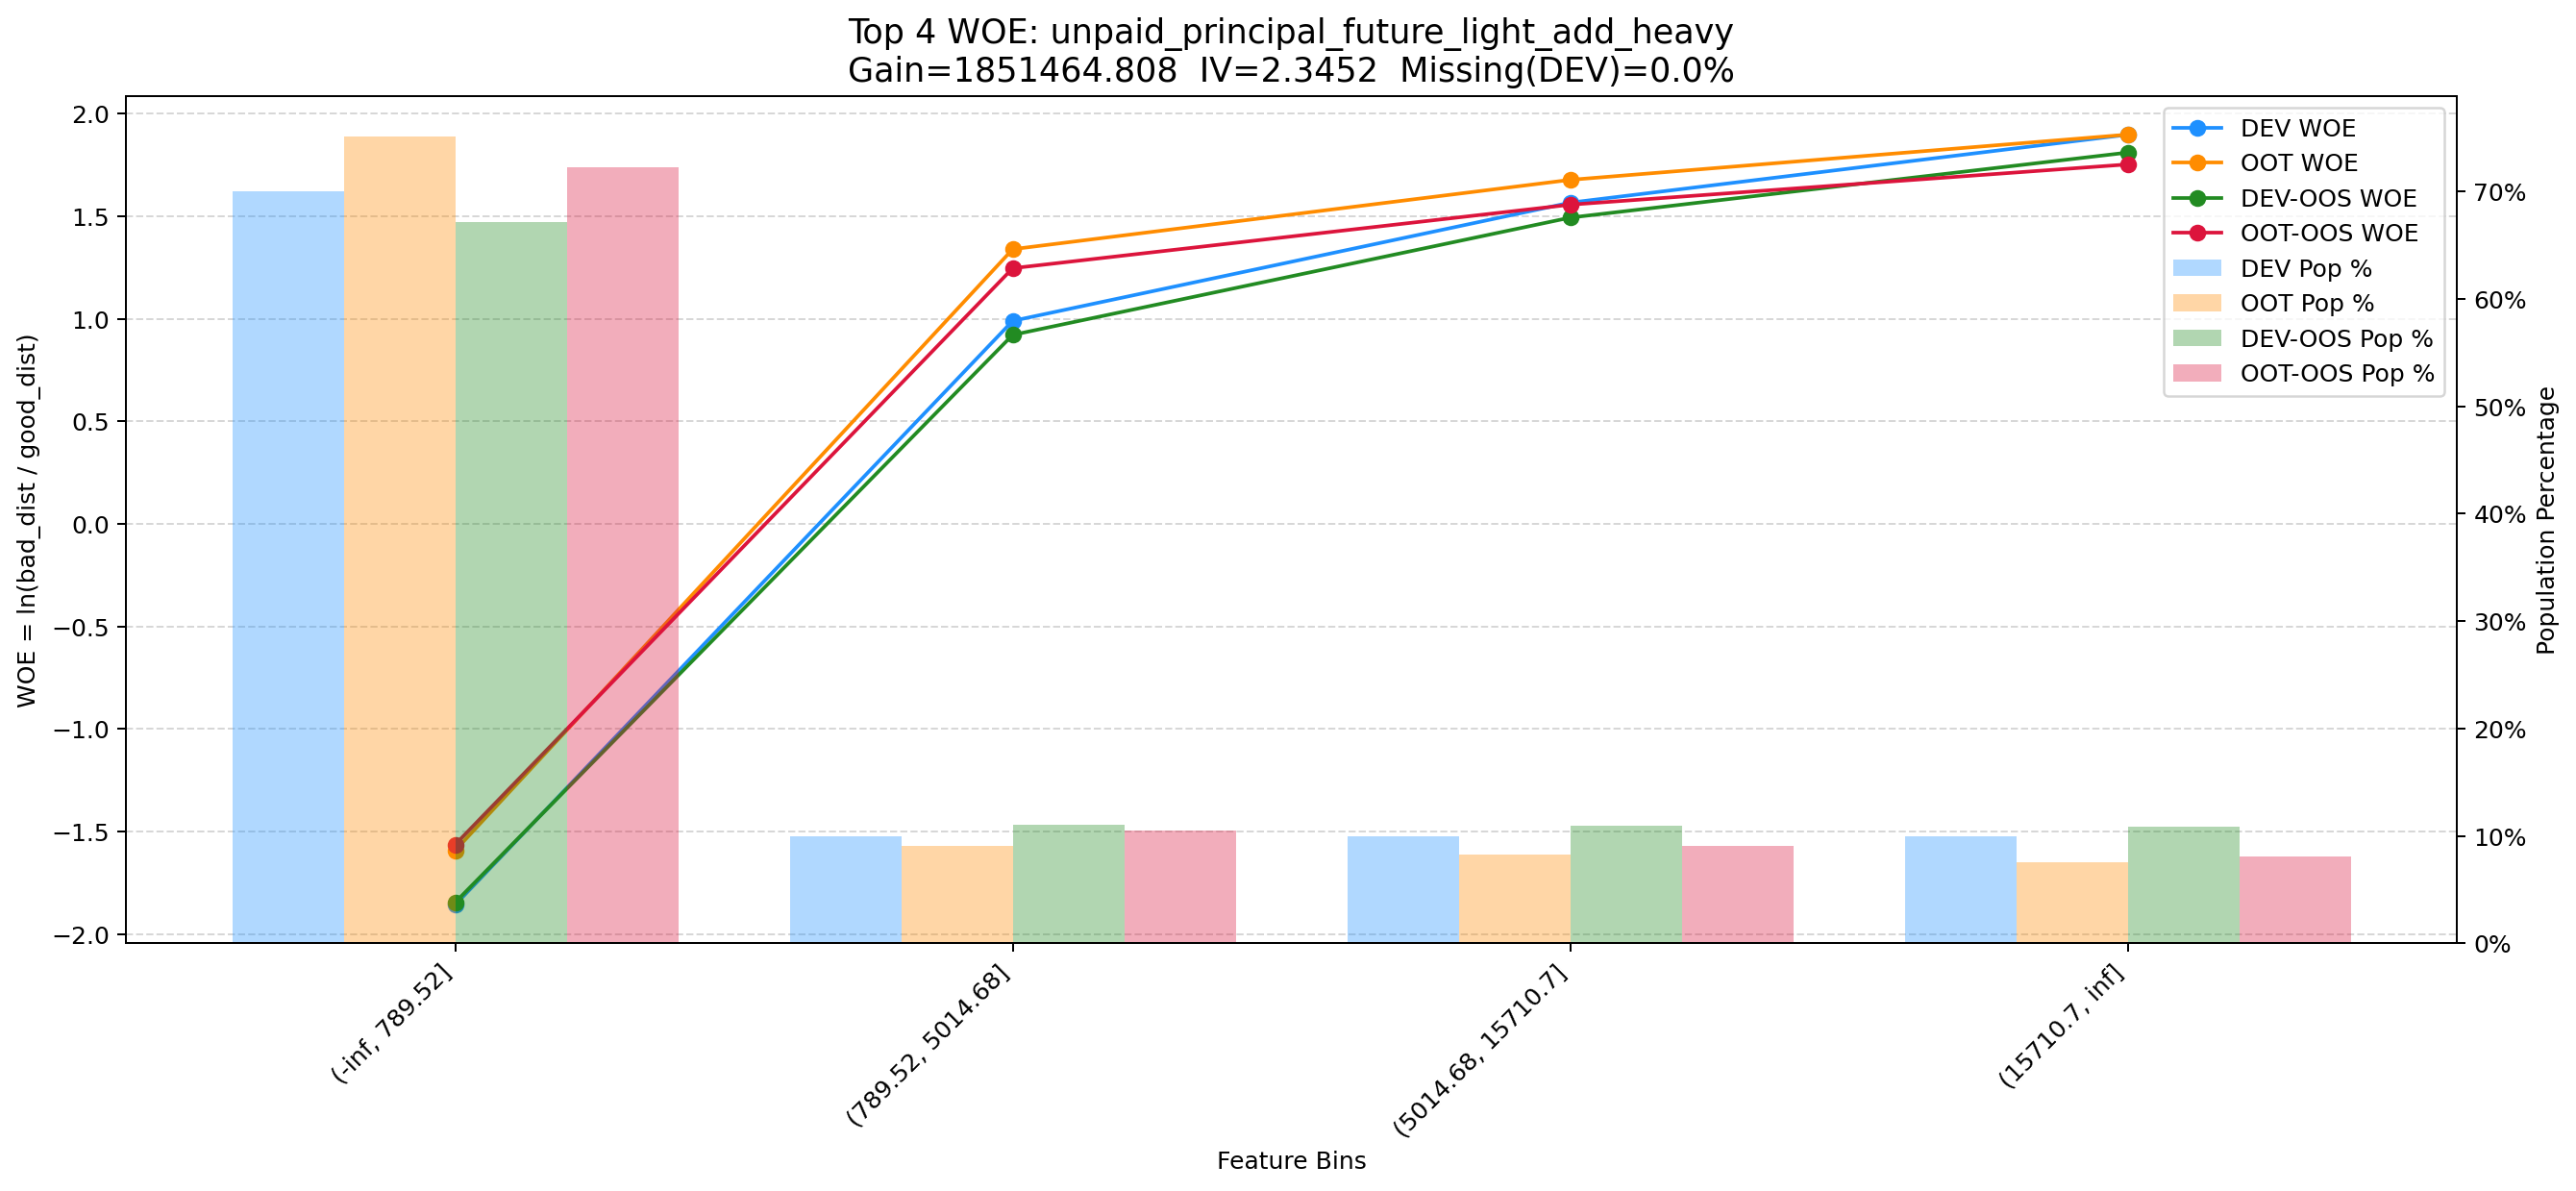 Top 4 WOE: unpaid_principal_future_light_add_heavy
Gain=1851464.808  IV=2.3452  Missing(DEV)=0.0%
WOE = ln(bad_dist / good_dist)
2.0
1.5
1.0
0.5
0.0
−0.5
−1.0
−1.5
−2.0
DEV WOE
OOT WOE
DEV-OOS WOE
OOT-OOS WOE
DEV Pop %
OOT Pop %
DEV-OOS Pop %
OOT-OOS Pop %
70%
60%
50%
40%
30%
20%
10%
0%
Population Percentage
(-inf, 789.52]
(789.52, 5014.68]
(5014.68, 15710.7]
(15710.7, inf]
Feature Bins